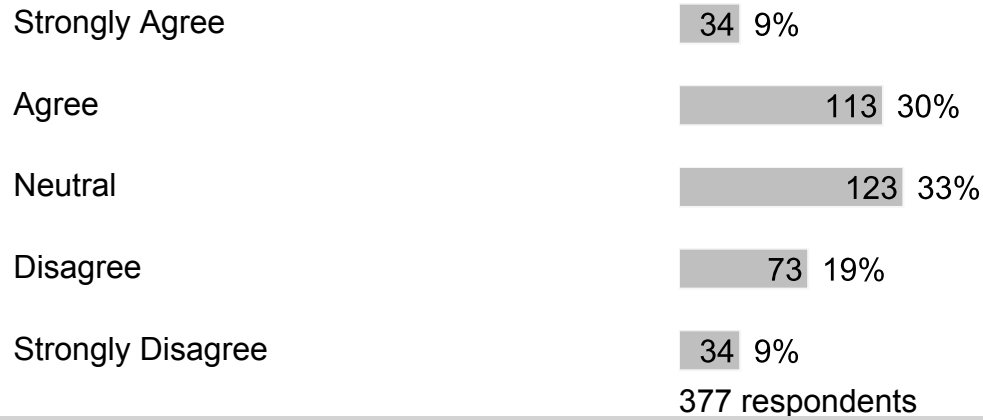 Strongly Agree 34 9%
Agree 113 30%
Neutral 123 33%
Disagree 73 19%
Strongly Disagree 34 9%
377 respondents